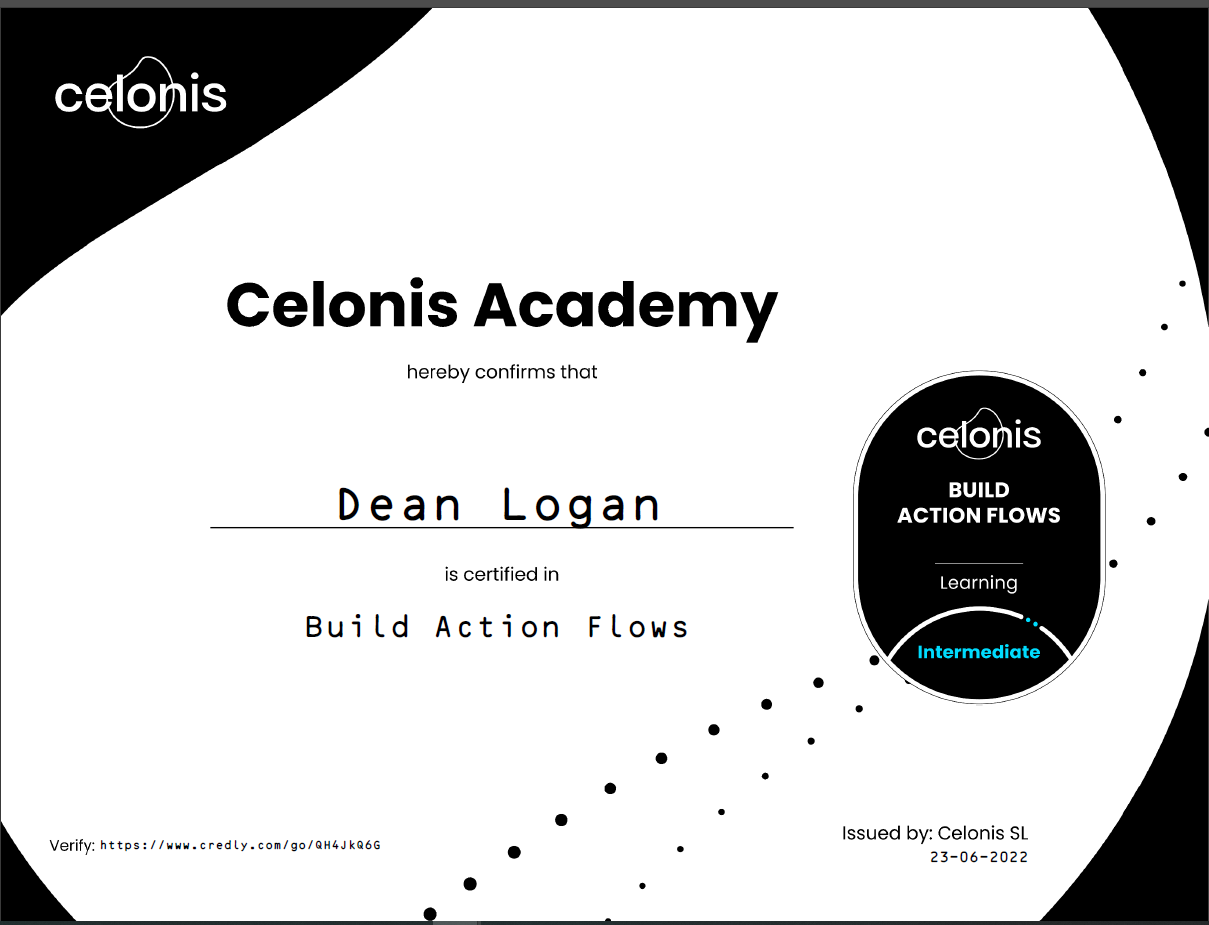 celonis
Celonis Academy
hereby confirms that
Dean Logan
is certified in
Build Action Flows
celonis
BUILD
ACTION FLOWS
Learning
Intermediate
Verify: https://www.credly.com/go/QH4JkQ6G
Issued by: Celonis SL
23-06-2022